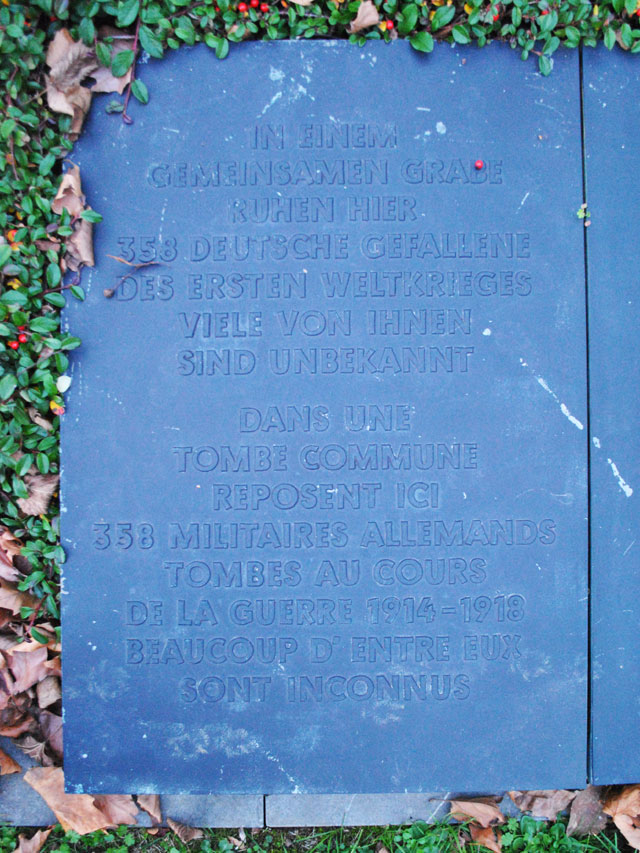 IN EINEM
GEMEINSAMEN GRABE
RUHEN HIER
358 DEUTSCHE GEFALLENE
DES ERSTEN WELTKRIEGES
VIELE VON IHNEN
SIND UNBEKANNT
DANS UNE
TOMBE COMMUNE
REPOSENT ICI
358 MILITAIRES ALLEMANDS
TOMBES AU COURS
DE LA GUERRE 1914-1918
BEAUCOUP D' ENTRE EUX
SONT INCONNUS